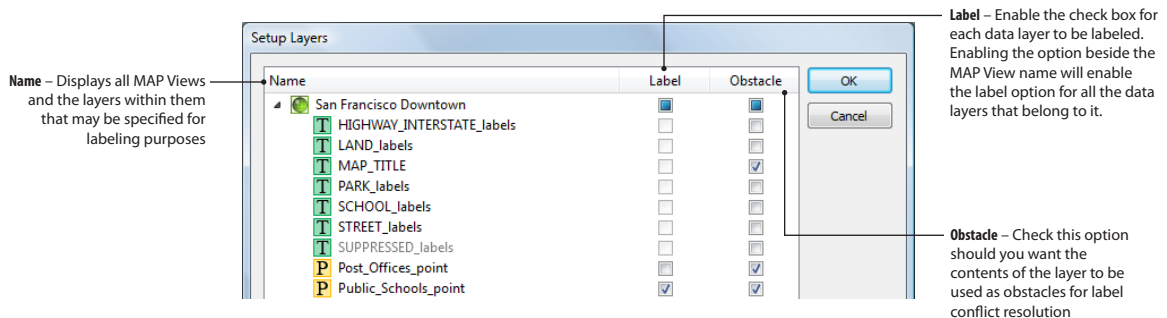 Setup Layers
Name Label Obstacle
OK
Cancel
San Francisco Downtown
T HIGHWAY_INTERSTATE_labels
T LAND_labels
T MAP_TITLE
T PARK_labels
T SCHOOL_labels
T STREET_labels
T SUPPRESSED_labels
P Post_Offices_point
P Public_Schools_point
Name – Displays all MAP Views
and the layers within them
that may be specified for
labeling purposes
Label – Enable the check box for
each data layer to be labeled.
Enabling the option beside the
MAP View name will enable
the label option for all the data
layers that belong to it.
Obstacle – Check this option
should you want the
contents of the layer to be
used as obstacles for label
conflict resolution